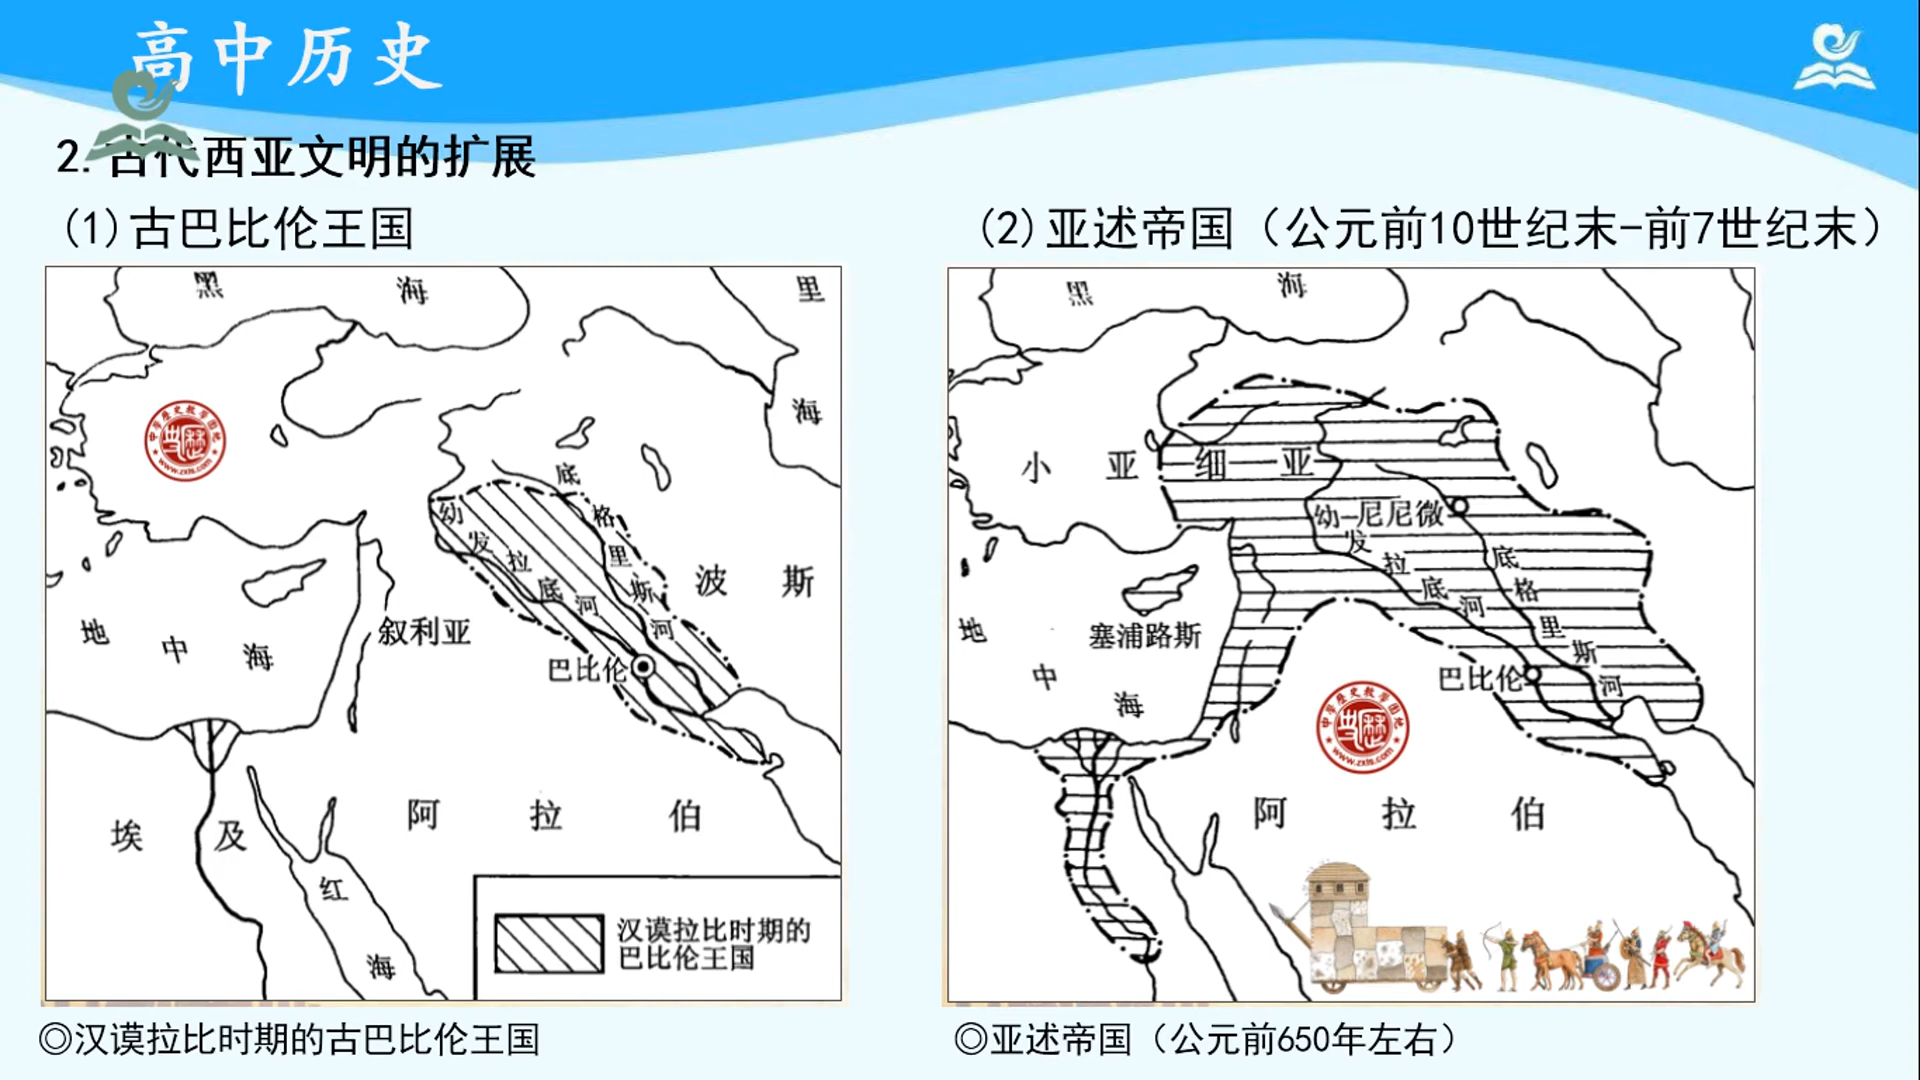 高中历史
2.古代西亚文明的扩展
(1)古巴比伦王国
黑海
里海
底格里斯河
幼发拉底河
波斯
叙利亚
地中海
巴比伦
埃及
阿拉伯
红海
汉谟拉比时期的
巴比伦王国
◎汉谟拉比时期的古巴比伦王国
(2)亚述帝国（公元前10世纪末-前7世纪末）
黑海
小亚细亚
尼尼微
幼发拉底河
底格里斯河
塞浦路斯
地中海
巴比伦
阿拉伯
www.zxls.com
◎亚述帝国（公元前650年左右）